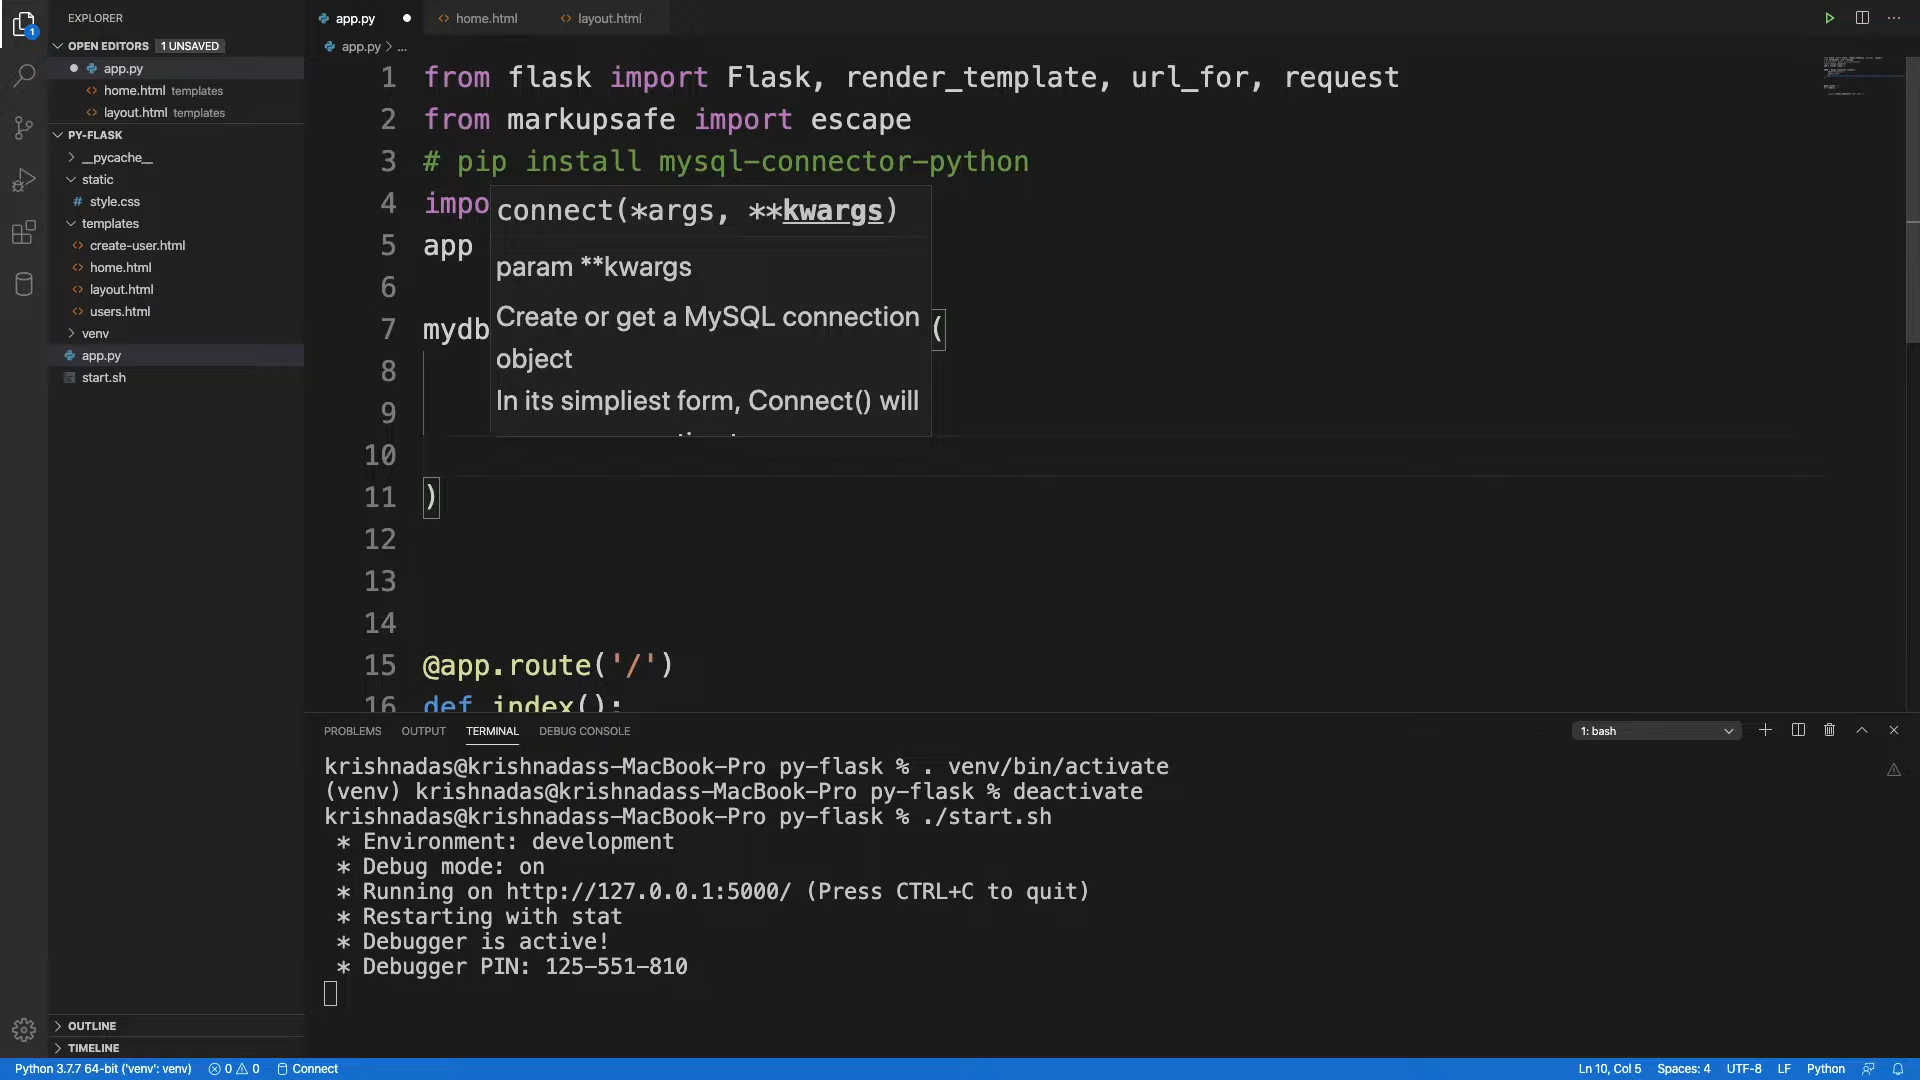 EXPLORER
OPEN EDITORS 1 UNSAVED
app.py
home.html templates
layout.html templates
PY-FLASK
__pycache__
static
style.css
templates
create-user.html
home.html
layout.html
users.html
venv
app.py
start.sh
OUTLINE
TIMELINE
app.py
home.html
layout.html
app.py > ...
1 from flask import Flask, render_template, url_for, request
2 from markupsafe import escape
3 # pip install mysql-connector-python
4 impo
5 app
6
7 mydb (
8
9
10
11 )
12
13
14
15 @app.route('/')
16 def index():
connect(*args, **kwargs)
param **kwargs
Create or get a MySQL connection
object
In its simpliest form, Connect() will
PROBLEMS OUTPUT TERMINAL DEBUG CONSOLE
1: bash
krishnadas@krishnadass-MacBook-Pro py-flask % . venv/bin/activate
(venv) krishnadas@krishnadass-MacBook-Pro py-flask % deactivate
krishnadas@krishnadass-MacBook-Pro py-flask % ./start.sh
* Environment: development
* Debug mode: on
* Running on http://127.0.0.1:5000/ (Press CTRL+C to quit)
* Restarting with stat
* Debugger is active!
* Debugger PIN: 125-551-810
Python 3.7.7 64-bit ('venv': venv) 0 0 Connect
Ln 10, Col 5 Spaces: 4 UTF-8 LF Python